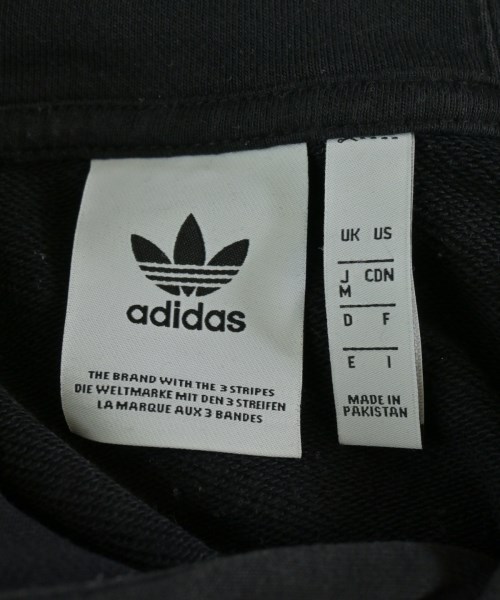 adidas
THE BRAND WITH THE 3 STRIPES
DIE WELTMARKE MIT DEN 3 STREIFEN
LA MARQUE AUX 3 BANDES
UK US
J CDN
M
D F
E I
MADE IN
PAKISTAN